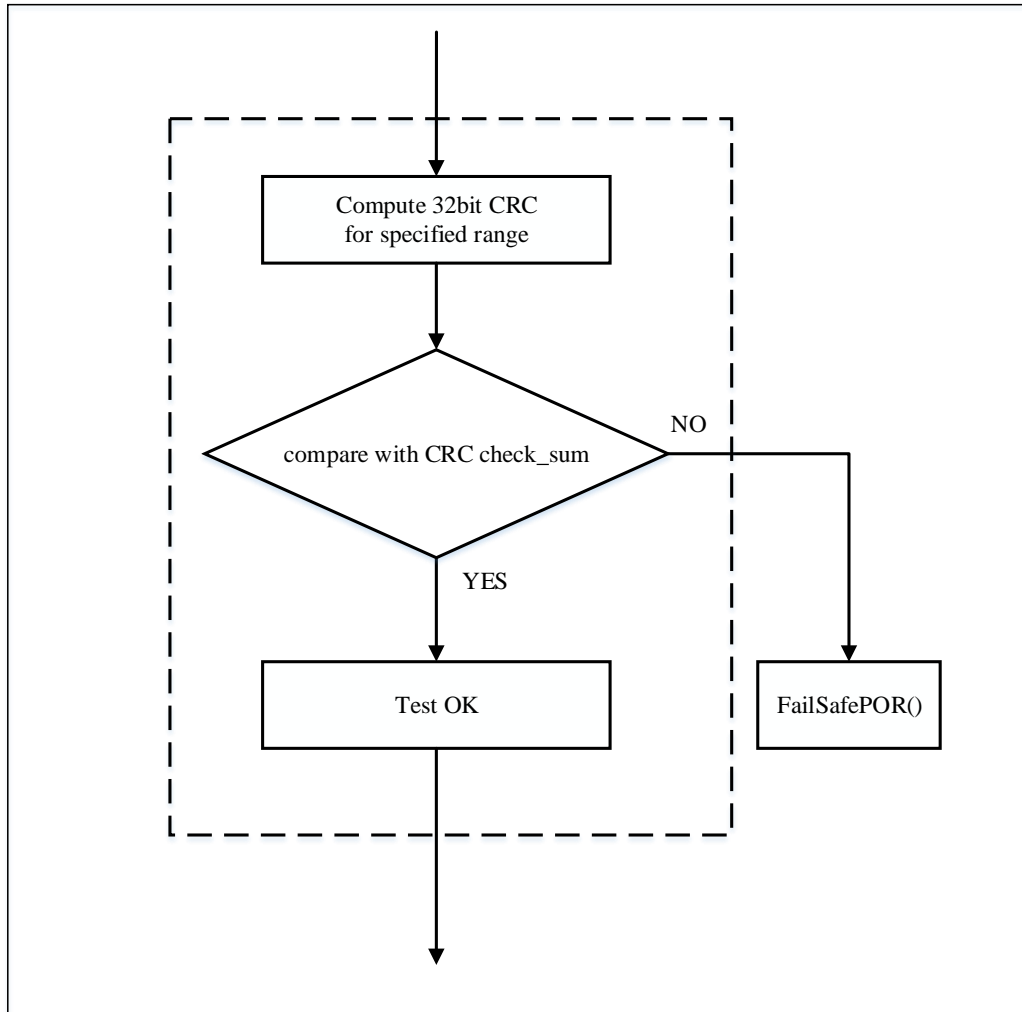 Compute 32bit CRC
for specified range
compare with CRC check_sum
NO
YES
Test OK
FailSafePOR()